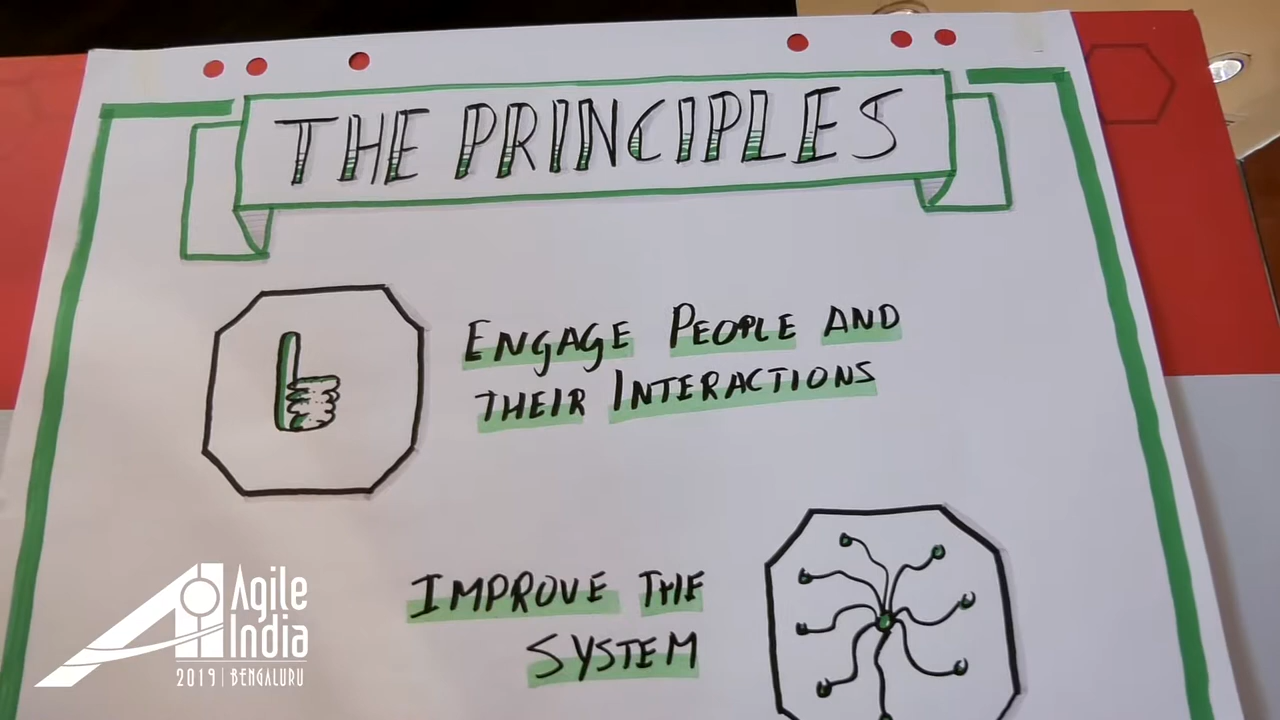 THE PRINCIPLES
ENGAGE PEOPLE AND
THEIR INTERACTIONS
IMPROVE THE
SYSTEM
Agile
India
2019 | BENGALURU